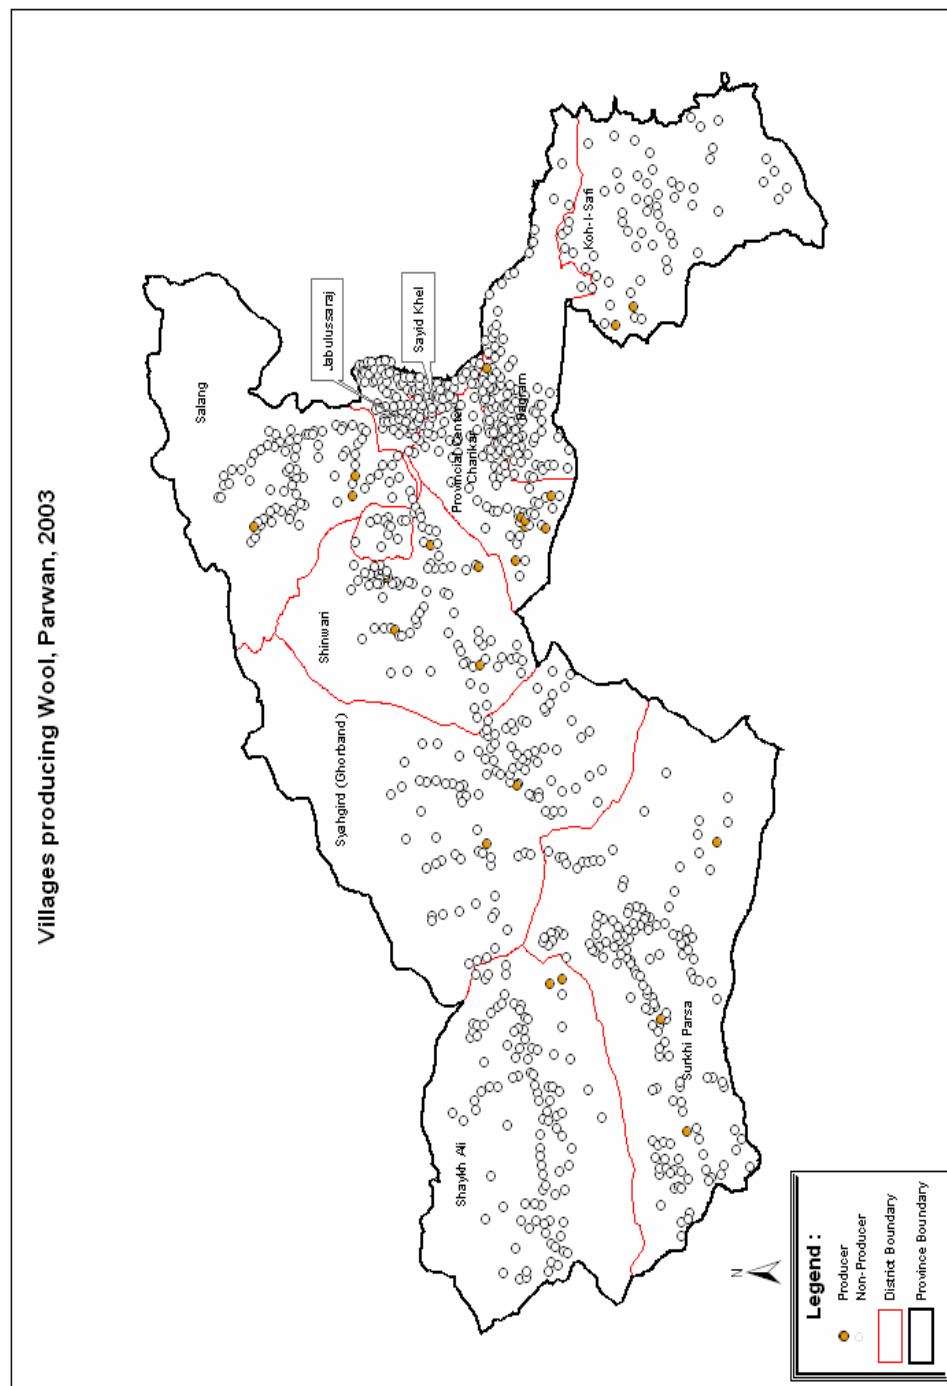 Villages producing Wool, Parwan, 2003
Salang
Jabulussaraj
Sayid Khel
Koh-I-Safi
Provincial Center
Charikar
Bagram
Shinwari
Syahgird (Ghorband)
Shaykh Ali
Surkhi Parsa
N
Legend :
Producer
Non-Producer
District Boundary
Province Boundary